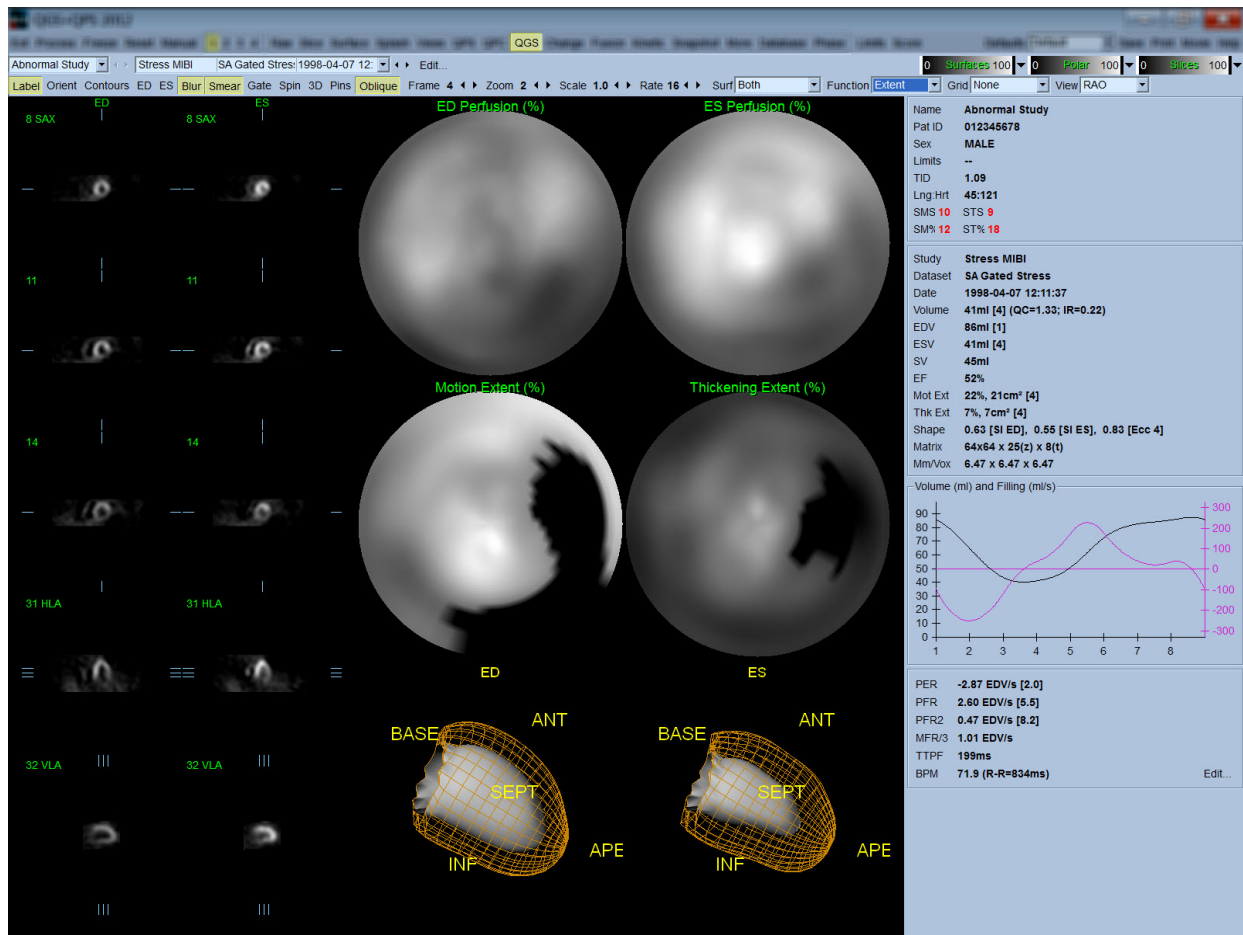 QGS+QPS 2012
QGS
Abnormal Study Stress MIBI SA Gated Stres: 1998-04-07 12: Edit...
0 Surfaces 100 0 Polar 100 0 Slices 100
Label Orient Contours ED ES Blur Smear Gate Spin 3D Pins Oblique Frame 4 Zoom 2 Scale 1.0 Rate 16 Surf Both Function Extent Grid None View RAO
ED ES
8 SAX 8 SAX
11 11
14 14
31 HLA 31 HLA
32 VLA 32 VLA
ED Perfusion (%) ES Perfusion (%)
Motion Extent (%) Thickening Extent (%)
ED ES
BASE ANT SEPT INF APE
BASE ANT SEPT INF APE
Name Abnormal Study
Pat ID 012345678
Sex MALE
Limits --
TID 1.09
Lng:Hrt 45:121
SMS 10 STS 9
SM% 12 ST% 18
Study Stress MIBI
Dataset SA Gated Stress
Date 1998-04-07 12:11:37
Volume 41ml [4] (QC=1.33; IR=0.22)
EDV 86ml [1]
ESV 41ml [4]
SV 45ml
EF 52%
Mot Ext 22%, 21cm² [4]
Thk Ext 7%, 7cm² [4]
Shape 0.63 [SI ED], 0.55 [SI ES], 0.83 [Ecc 4]
Matrix 64x64 x 25(z) x 8(t)
Mm/Vox 6.47 x 6.47 x 6.47
Volume (ml) and Filling (ml/s)
90 300
80 200
70
60 100
50 0
40
30 -100
20 -200
10
0 -300
1 2 3 4 5 6 7 8
PER -2.87 EDV/s [2.0]
PFR 2.60 EDV/s [5.5]
PFR2 0.47 EDV/s [8.2]
MFR/3 1.01 EDV/s
TTPF 199ms
BPM 71.9 (R-R=834ms) Edit...